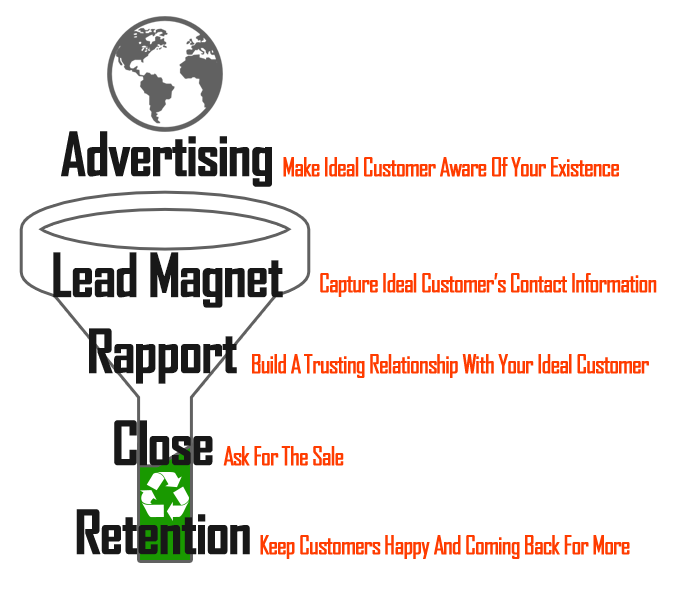 Advertising Make Ideal Customer Aware Of Your Existence
Lead Magnet Capture Ideal Customer's Contact Information
Rapport Build A Trusting Relationship With Your Ideal Customer
Close Ask For The Sale
Retention Keep Customers Happy And Coming Back For More